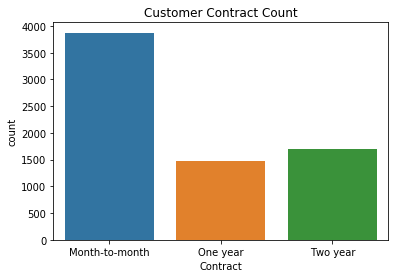 Customer Contract Count
4000
3500
3000
2500
2000
1500
1000
500
0
count
Month-to-month
One year
Two year
Contract